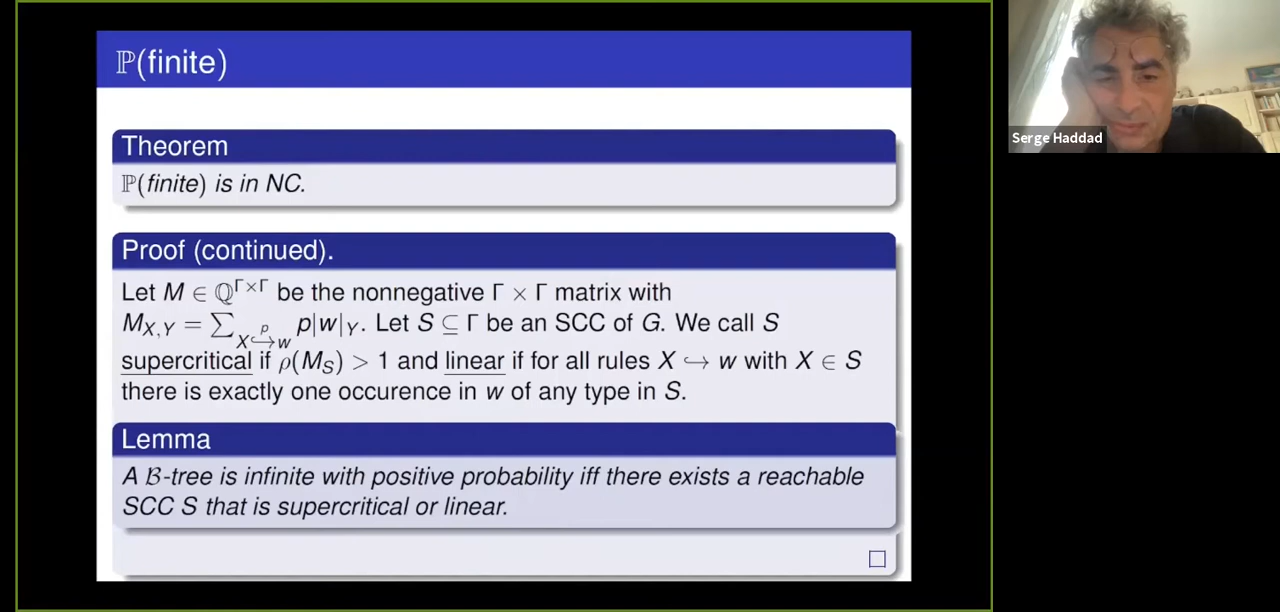 ℙ(finite)
Theorem
ℙ(finite) is in NC.
Proof (continued).
Let M ∈ ℚ^{Γ×Γ} be the nonnegative Γ × Γ matrix with
M_{X,Y} = ∑_{X \overset{p}{↪} w} p|w|_Y. Let S ⊆ Γ be an SCC of G. We call S
supercritical if ρ(M_S) > 1 and linear if for all rules X ↪ w with X ∈ S
there is exactly one occurence in w of any type in S.
Lemma
A ℬ-tree is infinite with positive probability iff there exists a reachable
SCC S that is supercritical or linear.
□
Serge Haddad